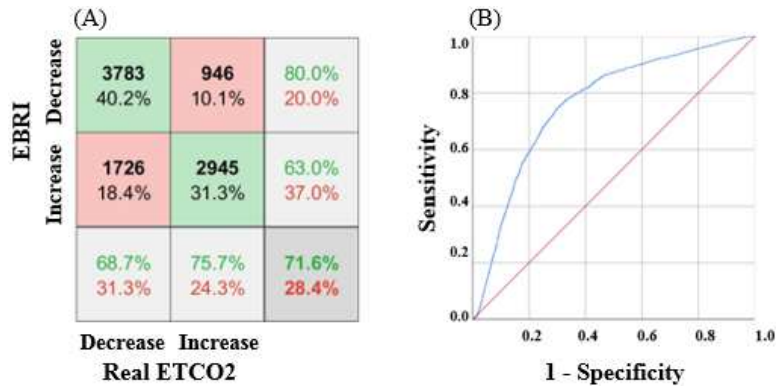 (A)
EBRI
Decrease
Increase
3783 946 80.0%
40.2% 10.1% 20.0%
1726 2945 63.0%
18.4% 31.3% 37.0%
68.7% 75.7% 71.6%
31.3% 24.3% 28.4%
Decrease Increase
Real ETCO2
(B)
Sensitivity
1.0
0.8
0.6
0.4
0.2
0.0
0.2 0.4 0.6 0.8 1.0
1 - Specificity